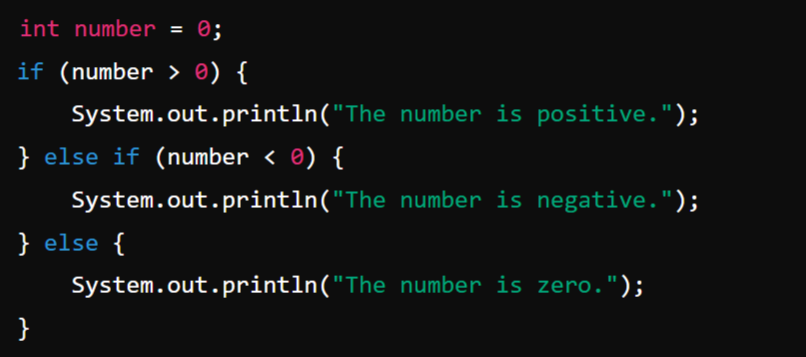 int number = 0;
if (number > 0) {
    System.out.println("The number is positive.");
} else if (number < 0) {
    System.out.println("The number is negative.");
} else {
    System.out.println("The number is zero.");
}